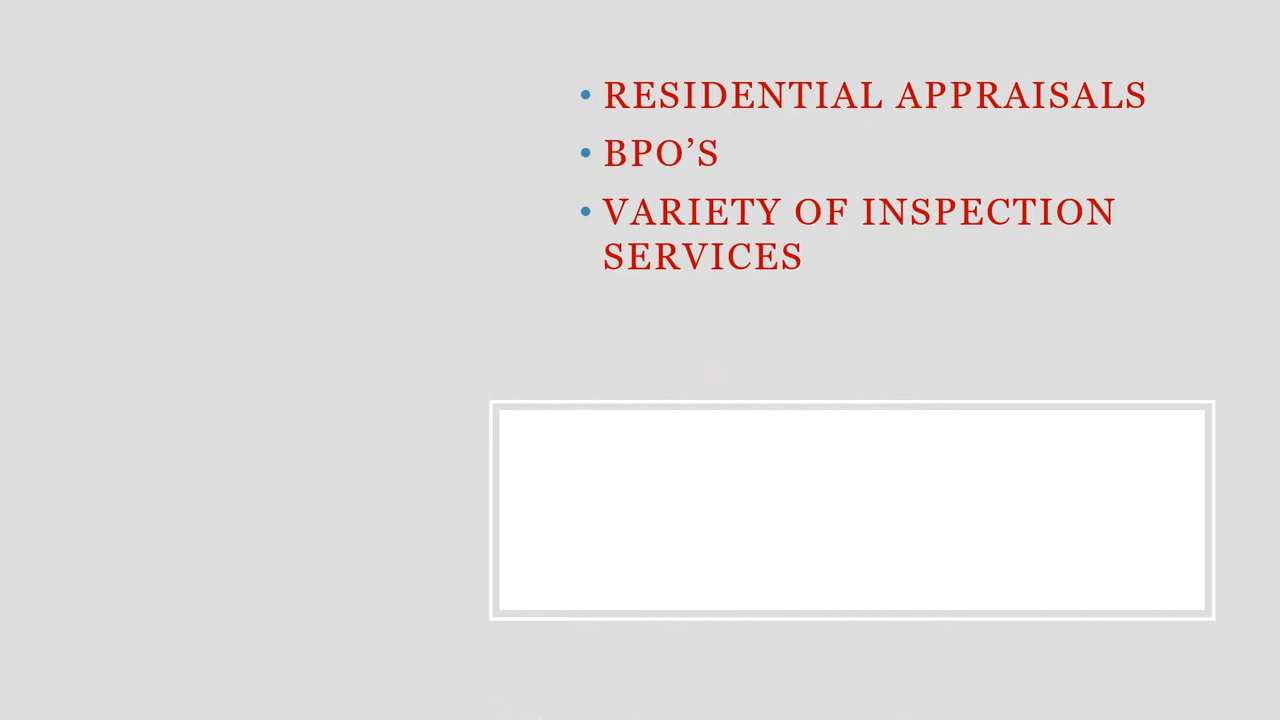 • RESIDENTIAL APPRAISALS
• BPO’S
• VARIETY OF INSPECTION
SERVICES